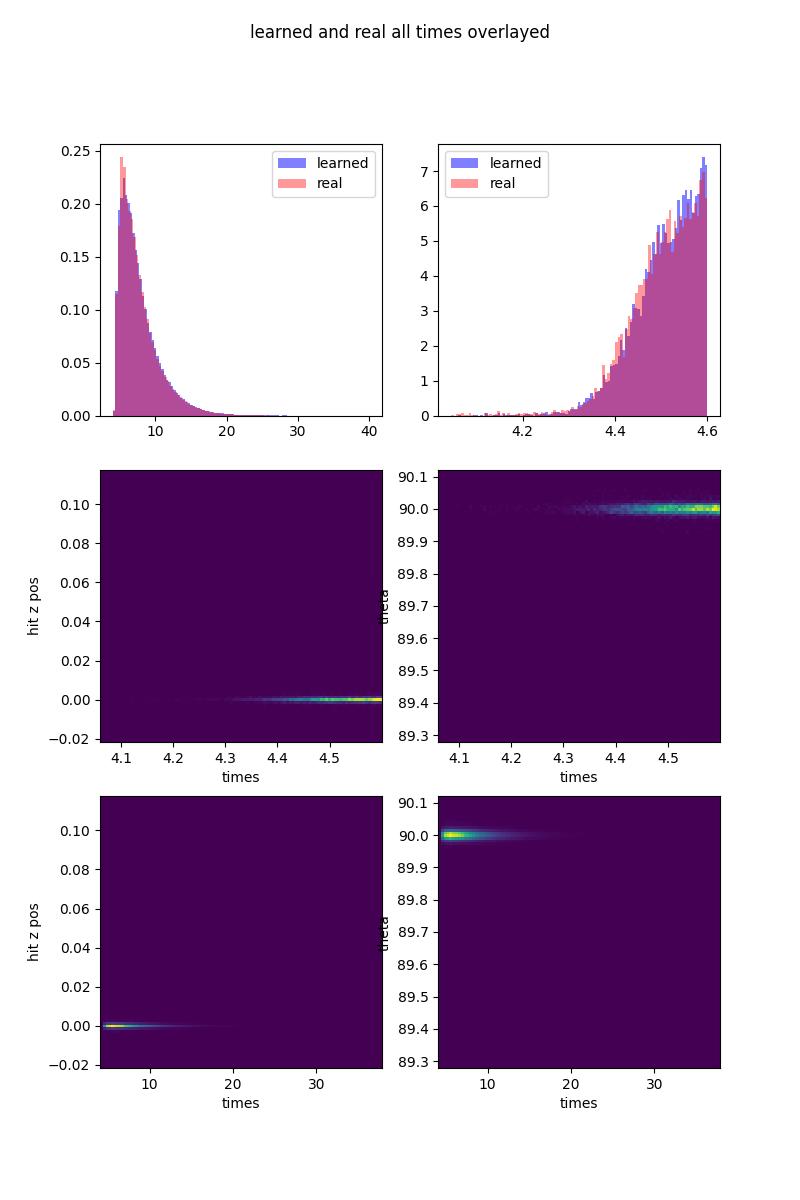 learned and real all times overlayed
0.25
0.20
0.15
0.10
0.05
0.00
10 20 30 40
learned
real
7
6
5
4
3
2
1
0
4.2 4.4 4.6
learned
real
hit z pos
0.10
0.08
0.06
0.04
0.02
0.00
−0.02
4.1 4.2 4.3 4.4 4.5
times
theta
90.1
90.0
89.9
89.8
89.7
89.6
89.5
89.4
89.3
4.1 4.2 4.3 4.4 4.5
times
hit z pos
0.10
0.08
0.06
0.04
0.02
0.00
−0.02
10 20 30
times
theta
90.1
90.0
89.9
89.8
89.7
89.6
89.5
89.4
89.3
10 20 30
times